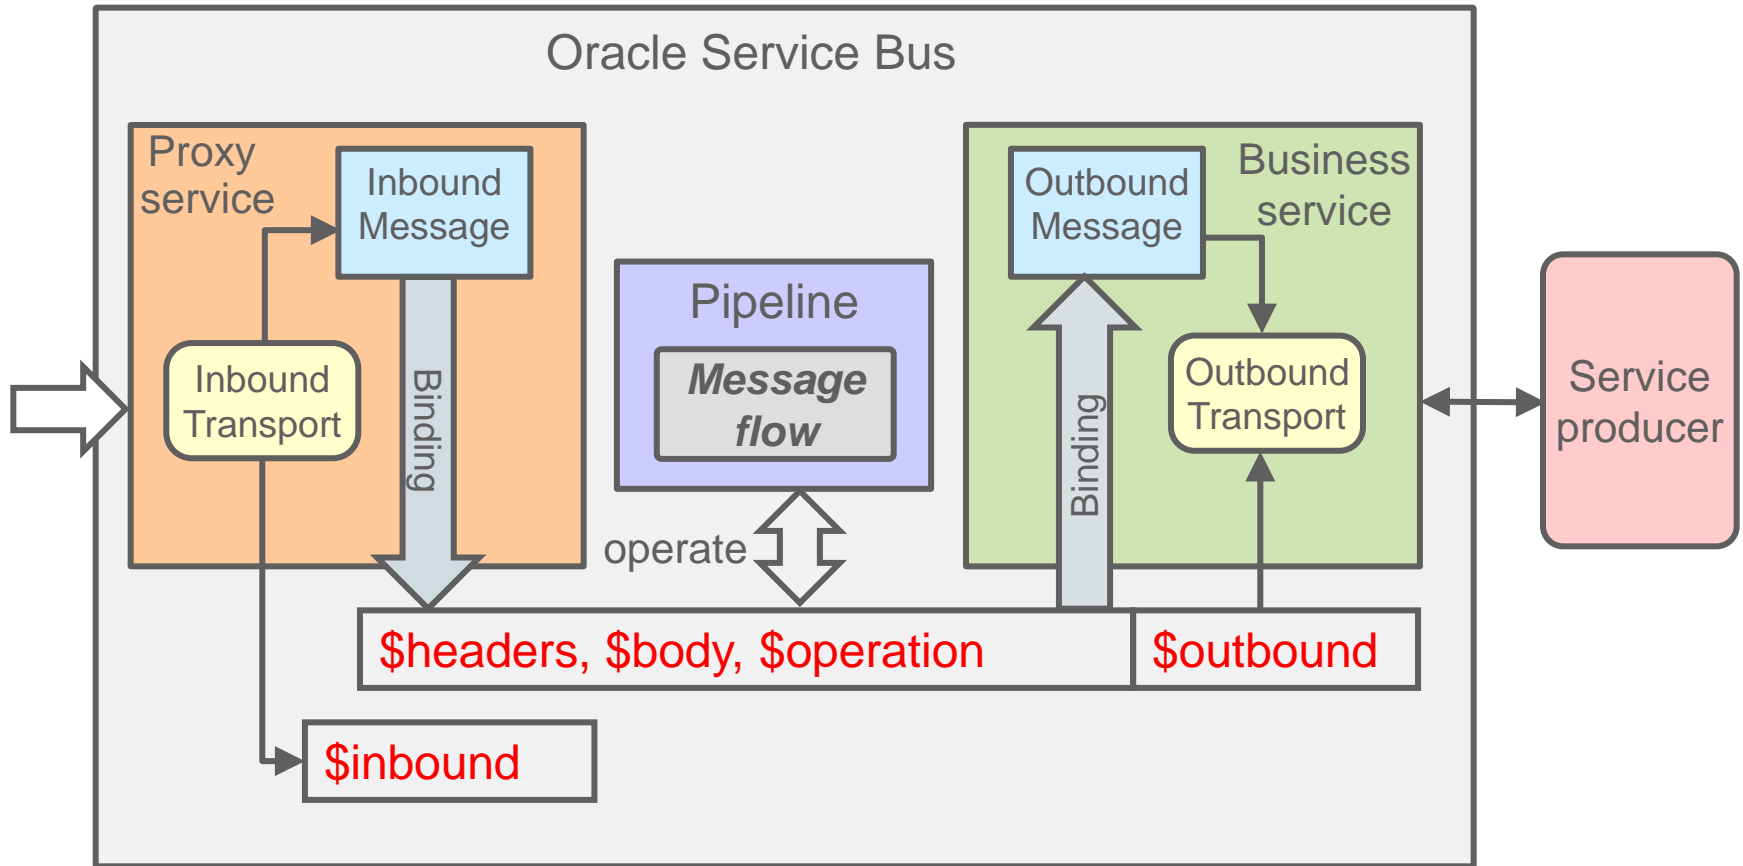 Oracle Service Bus
Proxy
service
Inbound
Message
Inbound
Transport
Binding
Pipeline
Message
flow
operate
Outbound
Message
Business
service
Outbound
Transport
Binding
Service
producer
$headers, $body, $operation
$outbound
$inbound